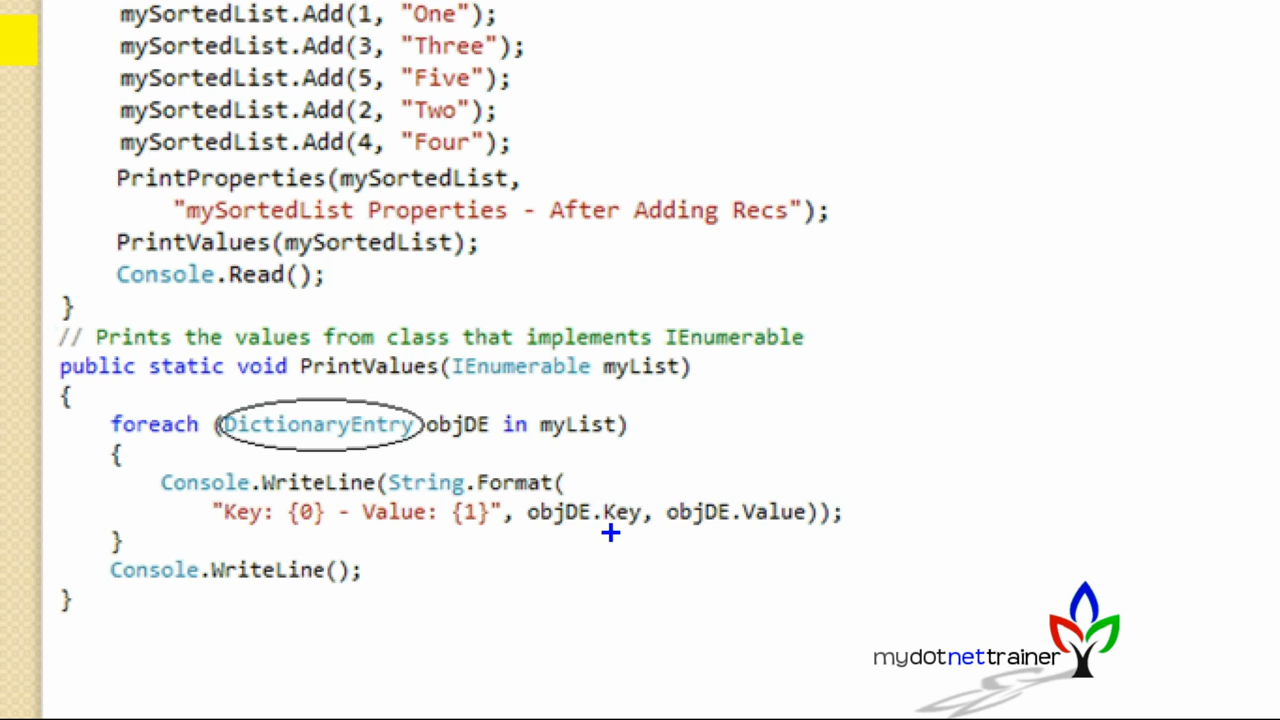 mySortedList.Add(1, "One");
mySortedList.Add(3, "Three");
mySortedList.Add(5, "Five");
mySortedList.Add(2, "Two");
mySortedList.Add(4, "Four");
PrintProperties(mySortedList,
"mySortedList Properties - After Adding Recs");
PrintValues(mySortedList);
Console.Read();
}
// Prints the values from class that implements IEnumerable
public static void PrintValues(IEnumerable myList)
{
foreach (DictionaryEntry objDE in myList)
{
Console.WriteLine(String.Format(
"Key: {0} - Value: {1}", objDE.Key, objDE.Value));
}
Console.WriteLine();
}
mydotnettrainer